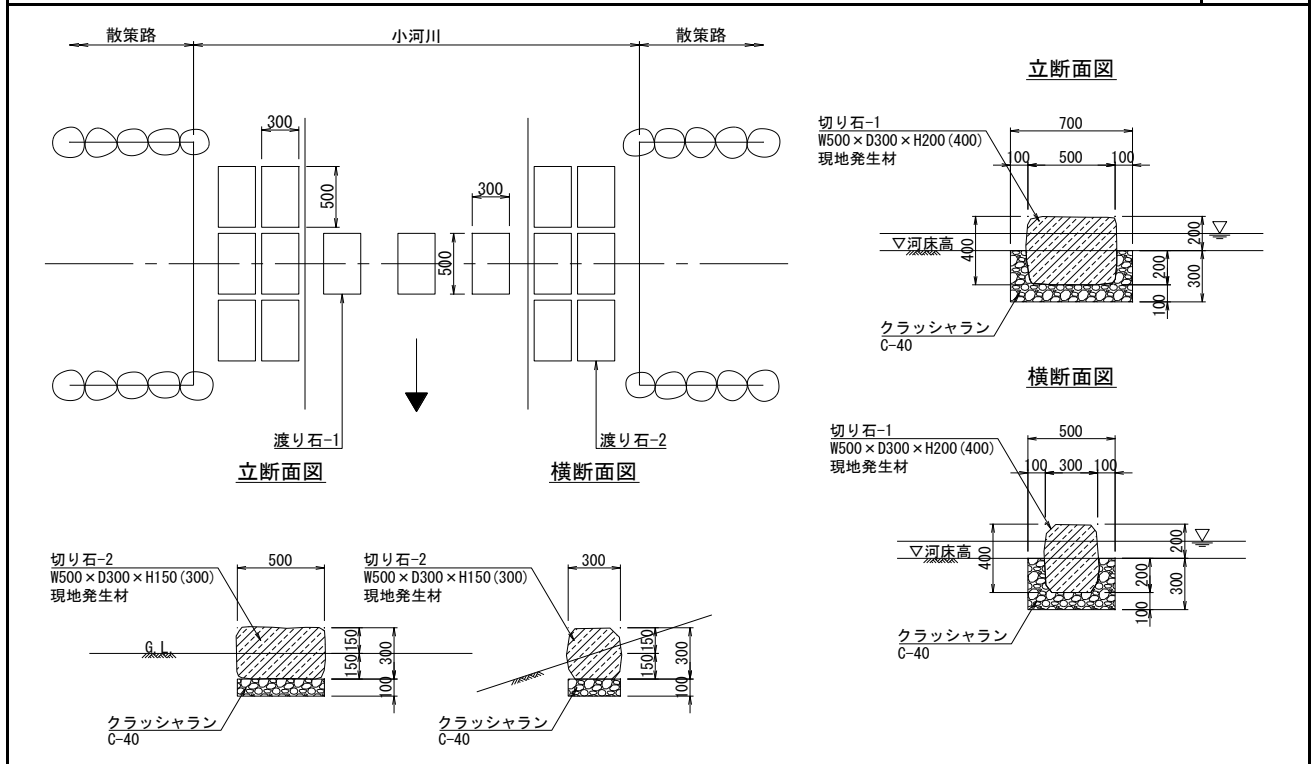 散策路
小河川
散策路
300
500
300
500
渡り石-1
渡り石-2
立断面図
横断面図
切り石-2
W500×D300×H150(300)
現地発生材
500
G.L.
150
150
300
100
クラッシャラン
C-40
切り石-2
W500×D300×H150(300)
現地発生材
300
150
150
300
100
クラッシャラン
C-40
立断面図
切り石-1
W500×D300×H200(400)
現地発生材
700
100
500
100
▽河床高
400
200
200
300
100
クラッシャラン
C-40
横断面図
切り石-1
W500×D300×H200(400)
現地発生材
500
100
300
100
▽河床高
400
200
200
300
100
クラッシャラン
C-40